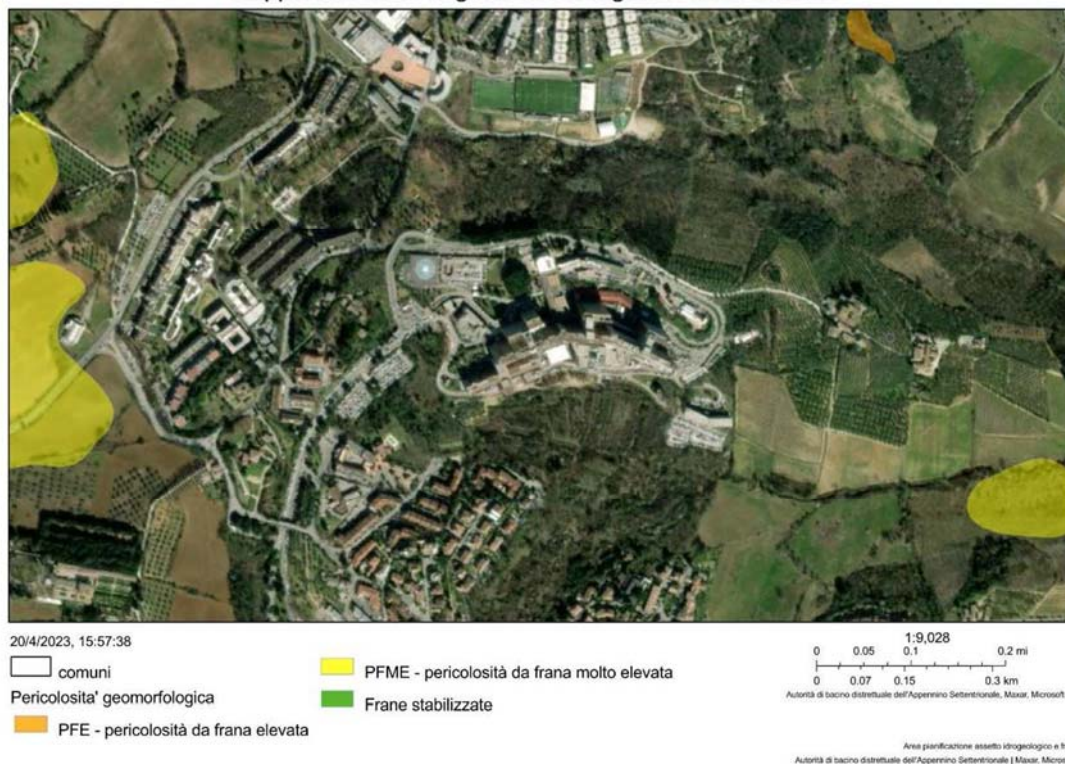 20/4/2023, 15:57:38
comuni
Pericolosita' geomorfologica
PFE - pericolosità da frana elevata
PFME - pericolosità da frana molto elevata
Frane stabilizzate
1:9,028
0 0.05 0.1 0.2 mi
0 0.07 0.15 0.3 km
Autorità di bacino distrettuale dell'Appennino Settentrionale, Maxar, Microsoft
Area pianificazione assetto idrogeologico e
Autorità di bacino distrettuale dell'Appennino Settentrionale | Maxar,